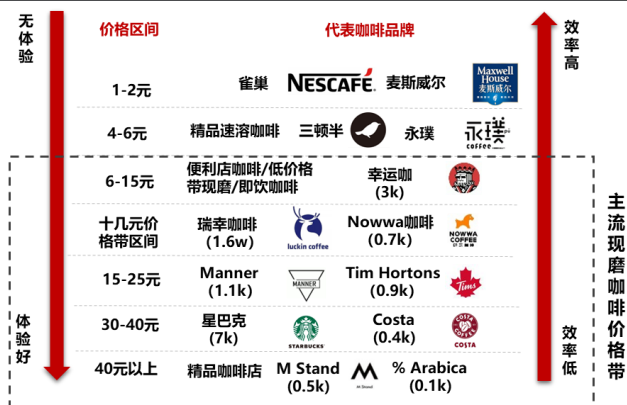 无体验
价格区间
代表咖啡品牌
效率高
1-2元
雀巢
NESCAFÉ
麦斯威尔
Maxwell House
麦斯威尔
4-6元
精品速溶咖啡
三顿半
永璞
永璞
coffee
6-15元
便利店咖啡/低价格
带现磨/即饮咖啡
幸运咖
(3k)
十几元价
格带区间
瑞幸咖啡
(1.6w)
luckin coffee
Nowwa咖啡
(0.7k)
NOWWA
COFFEE
15-25元
Manner
(1.1k)
MANNER
Tim Hortons
(0.9k)
Tims
30-40元
星巴克
(7k)
STARBUCKS
Costa
(0.4k)
COSTA
COFFEE
COSTA
40元以上
精品咖啡店
M Stand
(0.5k)
M Stand
% Arabica
(0.1k)
体验好
效率低
主流现磨咖啡价格带